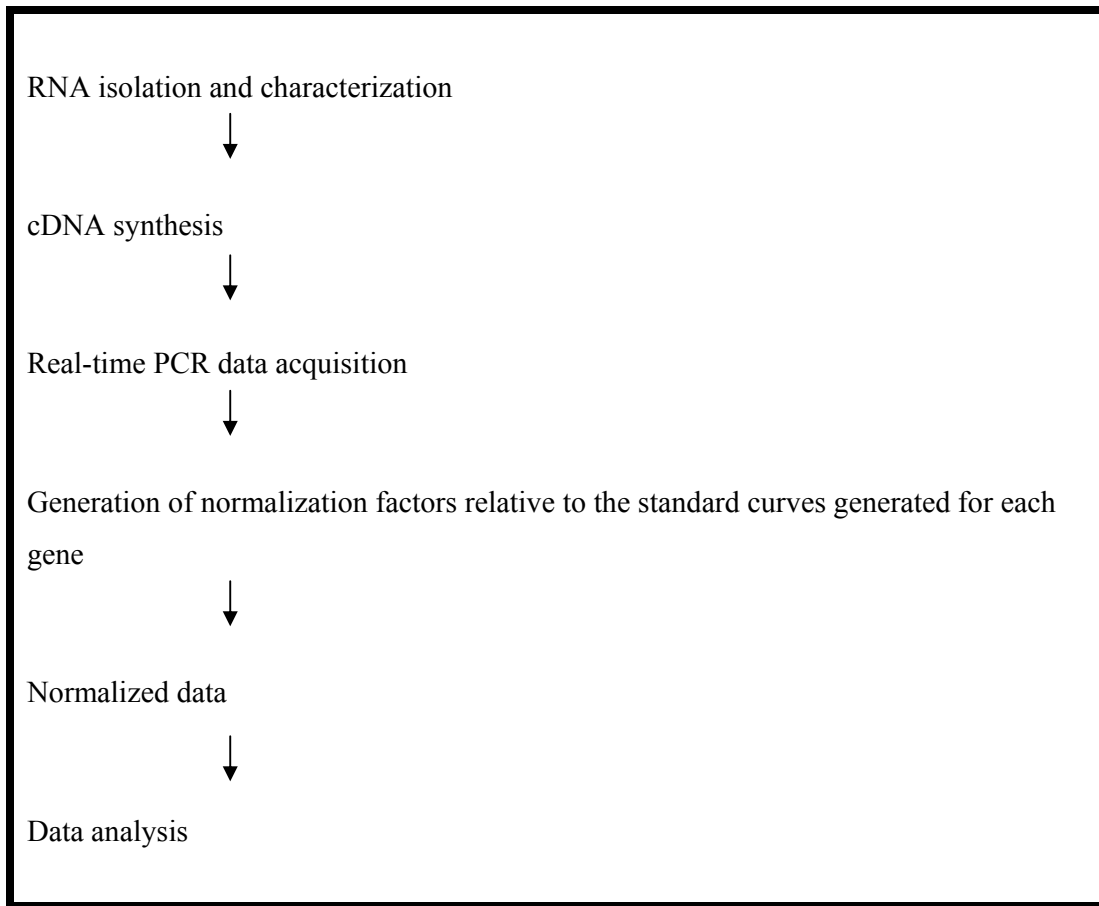 RNA isolation and characterization
cDNA synthesis
Real-time PCR data acquisition
Generation of normalization factors relative to the standard curves generated for each
gene
Normalized data
Data analysis